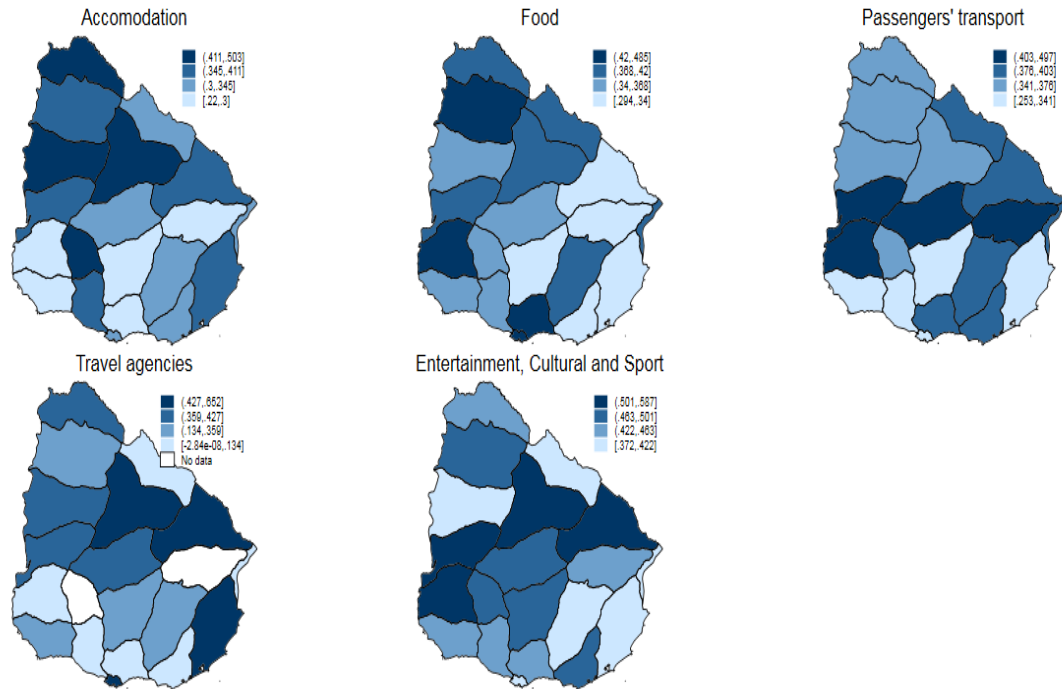 Accomodation
(.411,.503]
(.345,.411]
(.3,.345]
[.22,.3]
Food
(.42,.485]
(.368,.42]
(.34,.368]
[.294,.34]
Passengers' transport
(.403,.497]
(.376,.403]
(.341,.376]
[.253,.341]
Travel agencies
(.427,.652]
(.359,.427]
(.134,.359]
[-2.84e-08,.134]
No data
Entertainment, Cultural and Sport
(.501,.587]
(.463,.501]
(.422,.463]
[.372,.422]